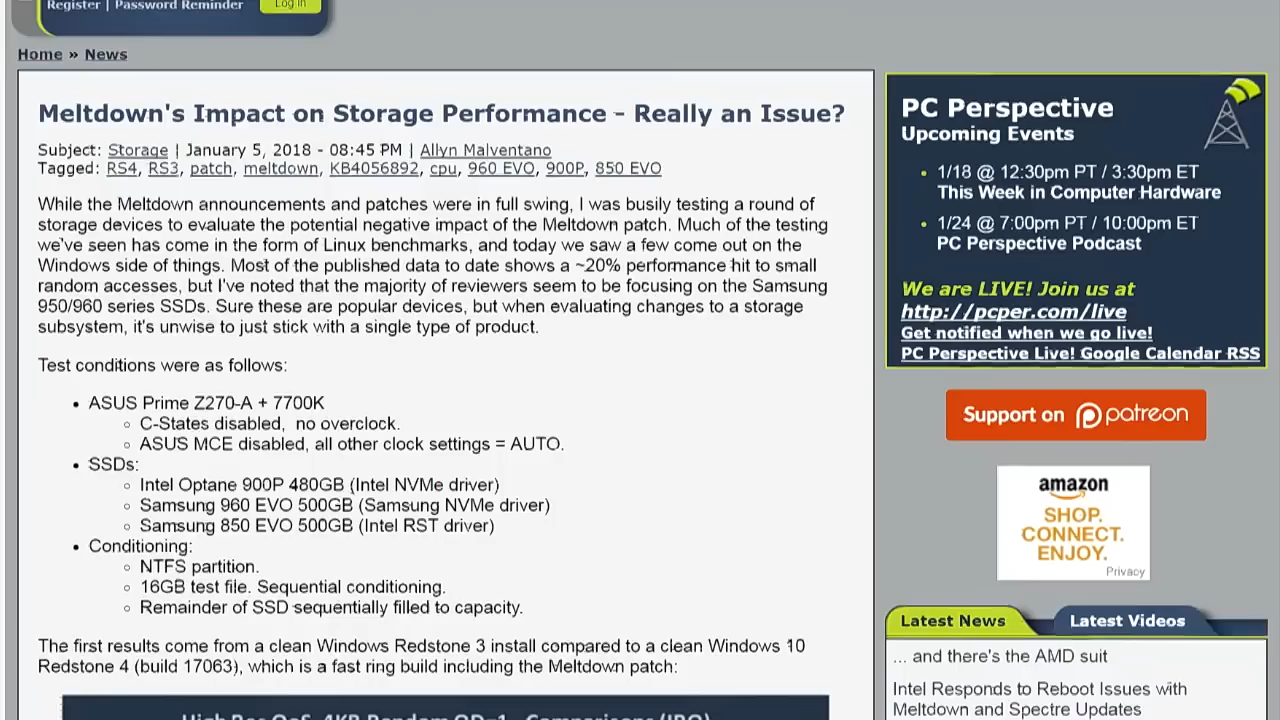 Register | Password Reminder
Log in
Home » News
Meltdown's Impact on Storage Performance - Really an Issue?
Subject: Storage | January 5, 2018 - 08:45 PM | Allyn Malventano
Tagged: RS4, RS3, patch, meltdown, KB4056892, cpu, 960 EVO, 900P, 850 EVO
While the Meltdown announcements and patches were in full swing, I was busily testing a round of
storage devices to evaluate the potential negative impact of the Meltdown patch. Much of the testing
we've seen has come in the form of Linux benchmarks, and today we saw a few come out on the
Windows side of things. Most of the published data to date shows a ~20% performance hit to small
random accesses, but I've noted that the majority of reviewers seem to be focusing on the Samsung
950/960 series SSDs. Sure these are popular devices, but when evaluating changes to a storage
subsystem, it's unwise to just stick with a single type of product.
Test conditions were as follows:
• ASUS Prime Z270-A + 7700K
◦ C-States disabled, no overclock.
◦ ASUS MCE disabled, all other clock settings = AUTO.
• SSDs:
◦ Intel Optane 900P 480GB (Intel NVMe driver)
◦ Samsung 960 EVO 500GB (Samsung NVMe driver)
◦ Samsung 850 EVO 500GB (Intel RST driver)
• Conditioning:
◦ NTFS partition.
◦ 16GB test file. Sequential conditioning.
◦ Remainder of SSD sequentially filled to capacity.
The first results come from a clean Windows Redstone 3 install compared to a clean Windows 10
Redstone 4 (build 17063), which is a fast ring build including the Meltdown patch:
High Res QoS, 4KB Random QD=1 - Comparisons (IRQ)
PC Perspective
Upcoming Events
• 1/18 @ 12:30pm PT / 3:30pm ET
This Week in Computer Hardware
• 1/24 @ 7:00pm PT / 10:00pm ET
PC Perspective Podcast
We are LIVE! Join us at
http://pcper.com/live
Get notified when we go live!
PC Perspective Live! Google Calendar RSS
Support on patreon
amazon
SHOP.
CONNECT.
ENJOY.
Privacy
Latest News
Latest Videos
... and there's the AMD suit
Intel Responds to Reboot Issues with
Meltdown and Spectre Updates